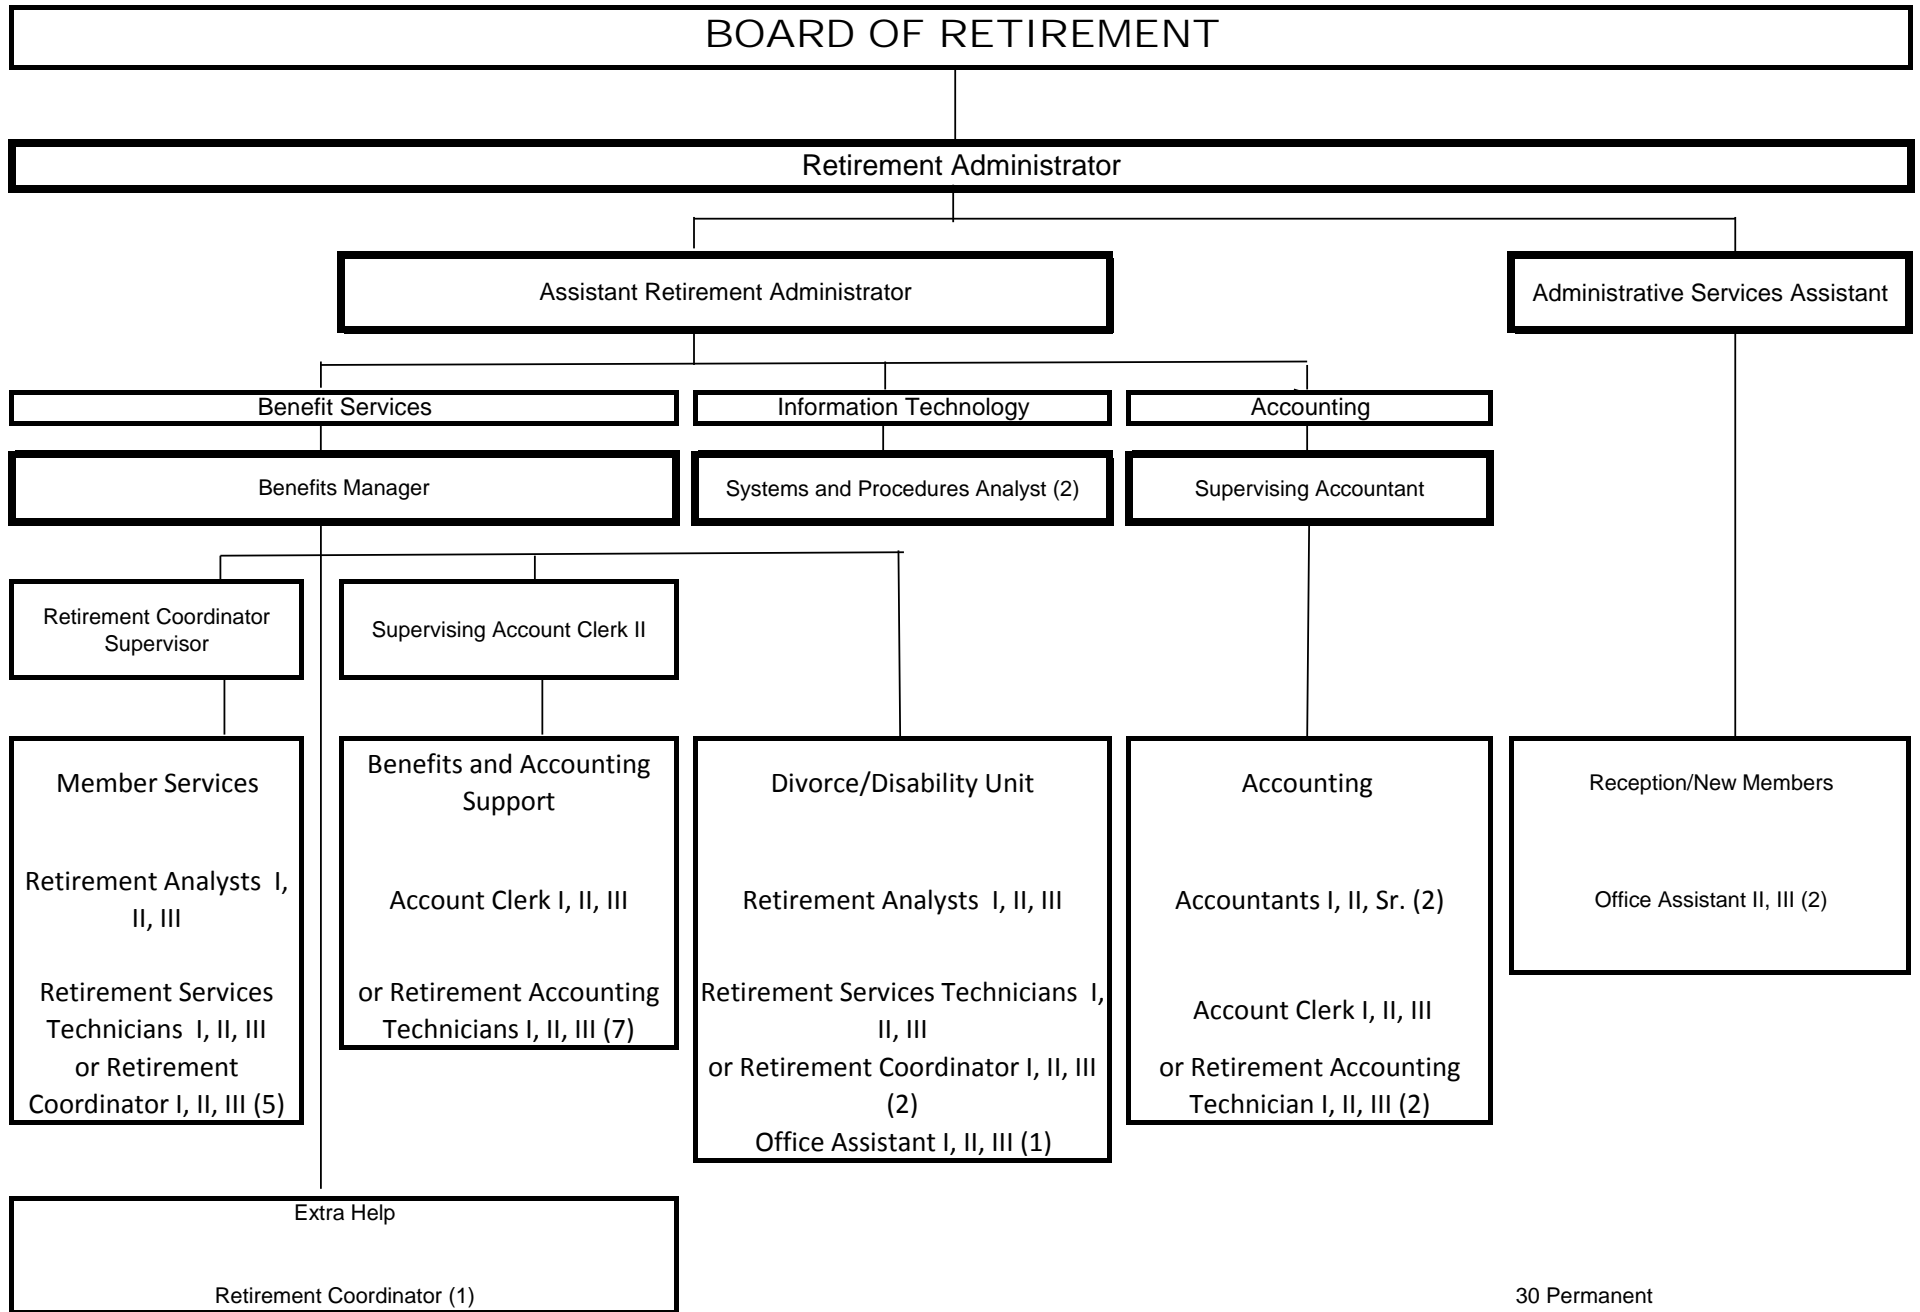 BOARD OF RETIREMENT
Retirement Administrator
Assistant Retirement Administrator
Administrative Services Assistant
Benefit Services
Information Technology
Accounting
Benefits Manager
Systems and Procedures Analyst (2)
Supervising Accountant
Retirement Coordinator
Supervisor
Supervising Account Clerk II
Member Services
Retirement Analysts I,
II, III
Retirement Services
Technicians I, II, III
or Retirement
Coordinator I, II, III (5)
Benefits and Accounting
Support
Account Clerk I, II, III
or Retirement Accounting
Technicians I, II, III (7)
Divorce/Disability Unit
Retirement Analysts I, II, III
Retirement Services Technicians I,
II, III
or Retirement Coordinator I, II, III
(2)
Office Assistant I, II, III (1)
Accounting
Accountants I, II, Sr. (2)
Account Clerk I, II, III
or Retirement Accounting
Technician I, II, III (2)
Reception/New Members
Office Assistant II, III (2)
Extra Help
Retirement Coordinator (1)
30 Permanent